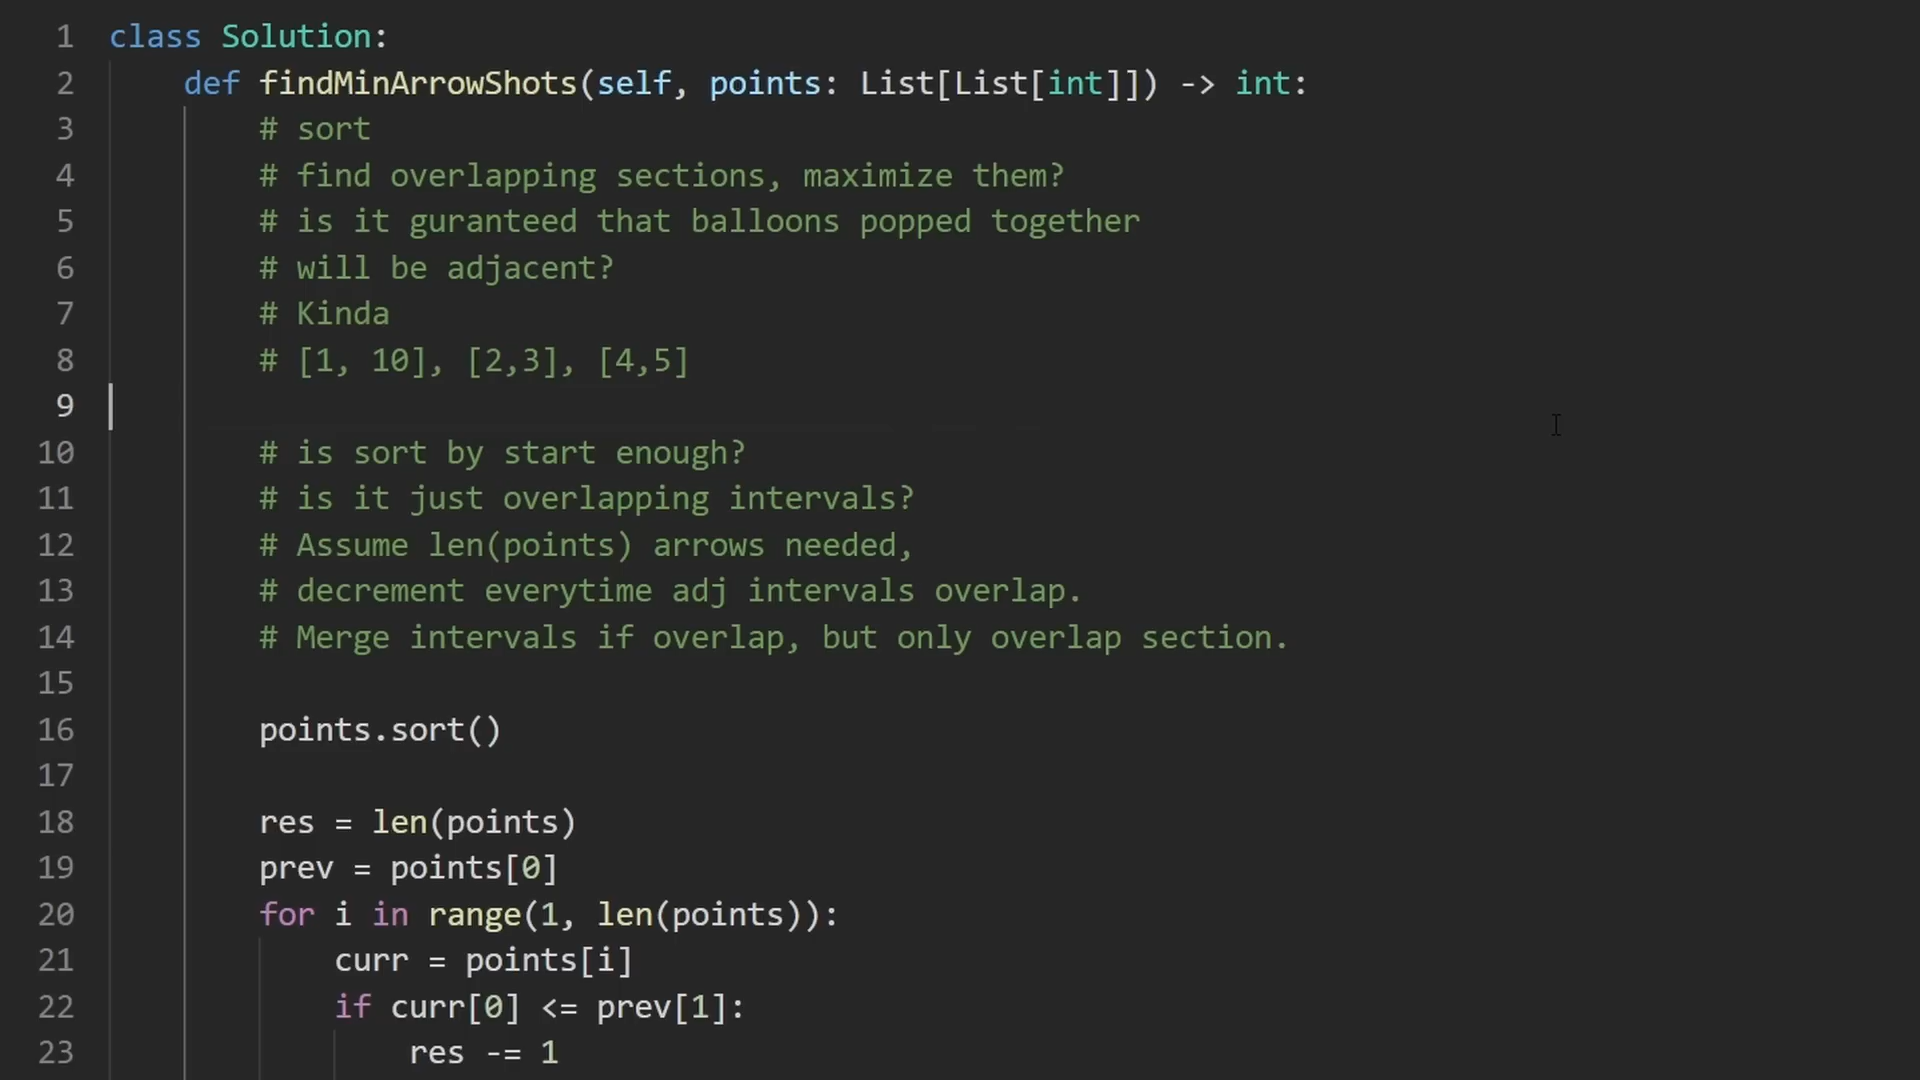 1 class Solution:
2 def findMinArrowShots(self, points: List[List[int]]) -> int:
3 # sort
4 # find overlapping sections, maximize them?
5 # is it guranteed that balloons popped together
6 # will be adjacent?
7 # Kinda
8 # [1, 10], [2,3], [4,5]
9
10 # is sort by start enough?
11 # is it just overlapping intervals?
12 # Assume len(points) arrows needed,
13 # decrement everytime adj intervals overlap.
14 # Merge intervals if overlap, but only overlap section.
15
16 points.sort()
17
18 res = len(points)
19 prev = points[0]
20 for i in range(1, len(points)):
21 curr = points[i]
22 if curr[0] <= prev[1]:
23 res -= 1